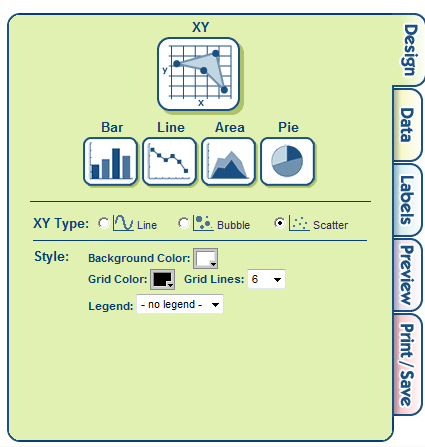 XY
y
x
Bar Line Area Pie
XY Type: Line Bubble Scatter
Style: Background Color:
Grid Color: Grid Lines: 6
Legend: - no legend -
Design
Data
Labels
Preview
Print / Save